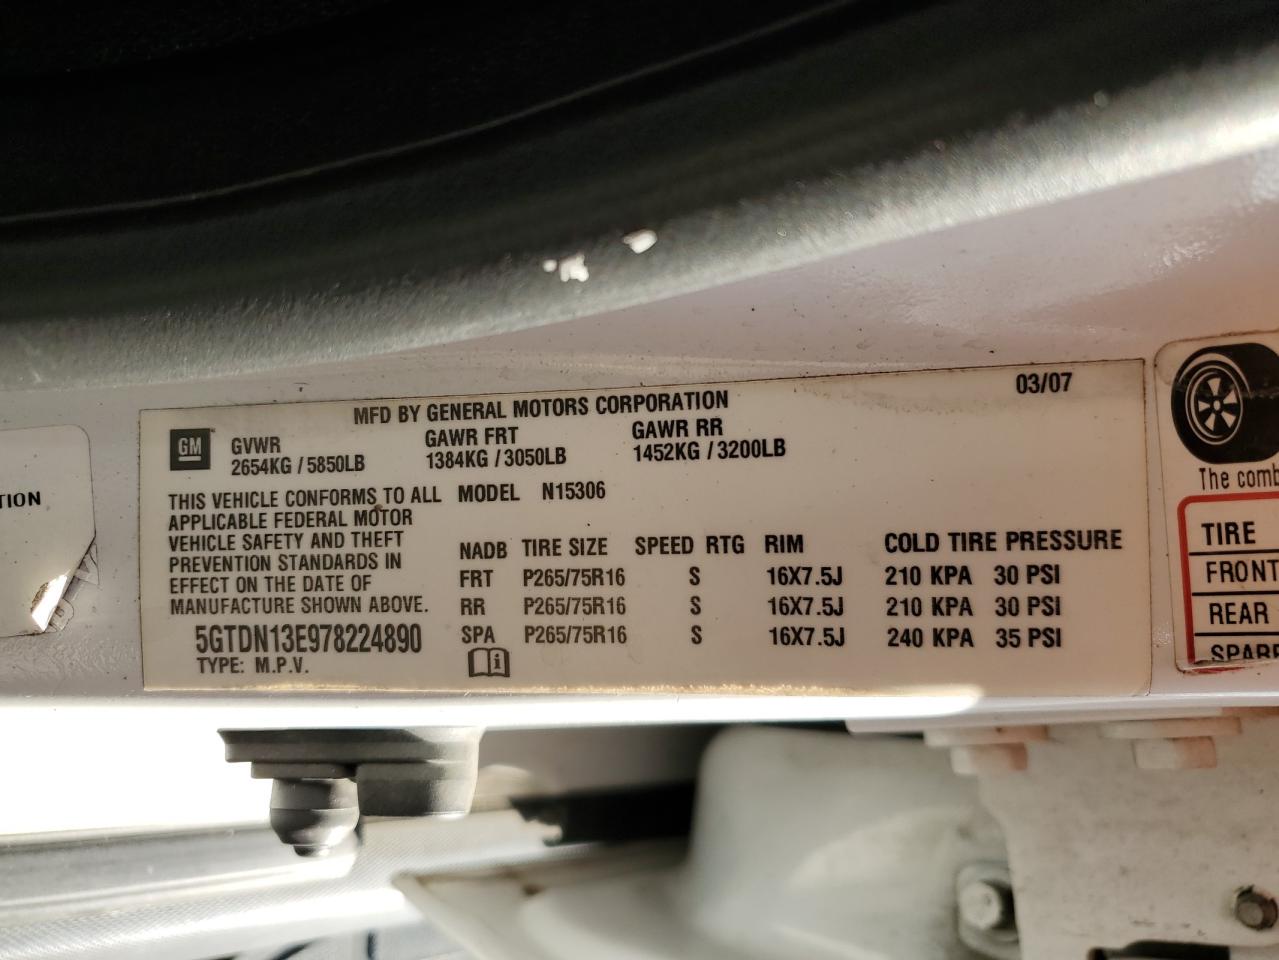 03/07
MFD BY GENERAL MOTORS CORPORATION
GM
GVWR GAWR FRT GAWR RR
2654KG / 5850LB 1384KG / 3050LB 1452KG / 3200LB
THIS VEHICLE CONFORMS TO ALL MODEL N15306
APPLICABLE FEDERAL MOTOR
VEHICLE SAFETY AND THEFT
PREVENTION STANDARDS IN
EFFECT ON THE DATE OF
MANUFACTURE SHOWN ABOVE.
5GTDN13E978224890
TYPE: M.P.V.
NADB TIRE SIZE SPEED RTG RIM COLD TIRE PRESSURE
FRT P265/75R16 S 16X7.5J 210 KPA 30 PSI
RR P265/75R16 S 16X7.5J 210 KPA 30 PSI
SPA P265/75R16 S 16X7.5J 240 KPA 35 PSI
i
TION
The comb
TIRE
FRONT
REAR
SPARE